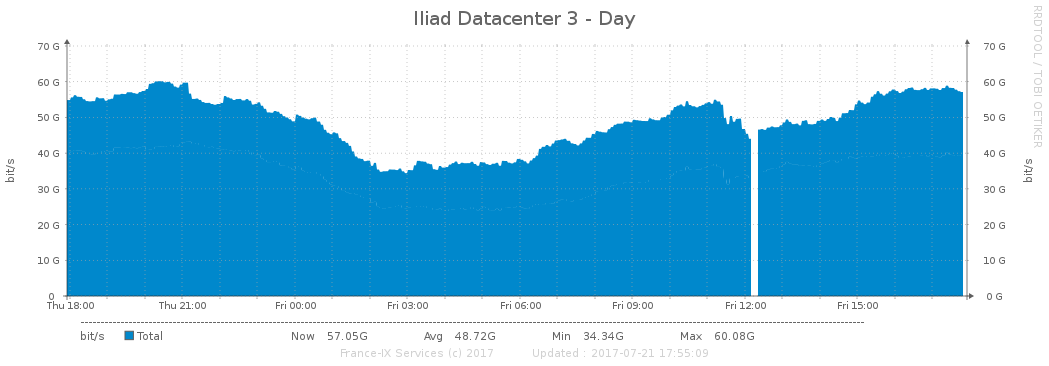 Iliad Datacenter 3 - Day
RRDTOOL / TOBI OETIKER
bit/s
70 G 70 G
60 G 60 G
50 G 50 G
40 G 40 G
30 G 30 G
20 G 20 G
10 G 10 G
0 0 G
bit/s
Thu 18:00 Thu 21:00 Fri 00:00 Fri 03:00 Fri 06:00 Fri 09:00 Fri 12:00 Fri 15:00
bit/s Total Now 57.05G Avg 48.72G Min 34.34G Max 60.08G
France-IX Services (c) 2017 Updated : 2017-07-21 17:55:09